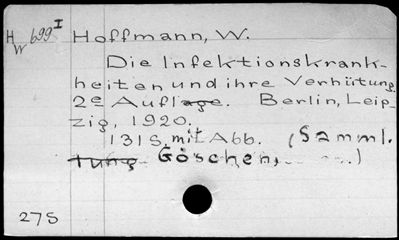 H W 699 I
Hoffmann, W.
Die Infektionskrank-
heiten und ihre Verhütung.
2e Auflage. Berlin, Leip-
zig, 1920.
131 S. mit Abb. (Samml.
Göschen, )
27S